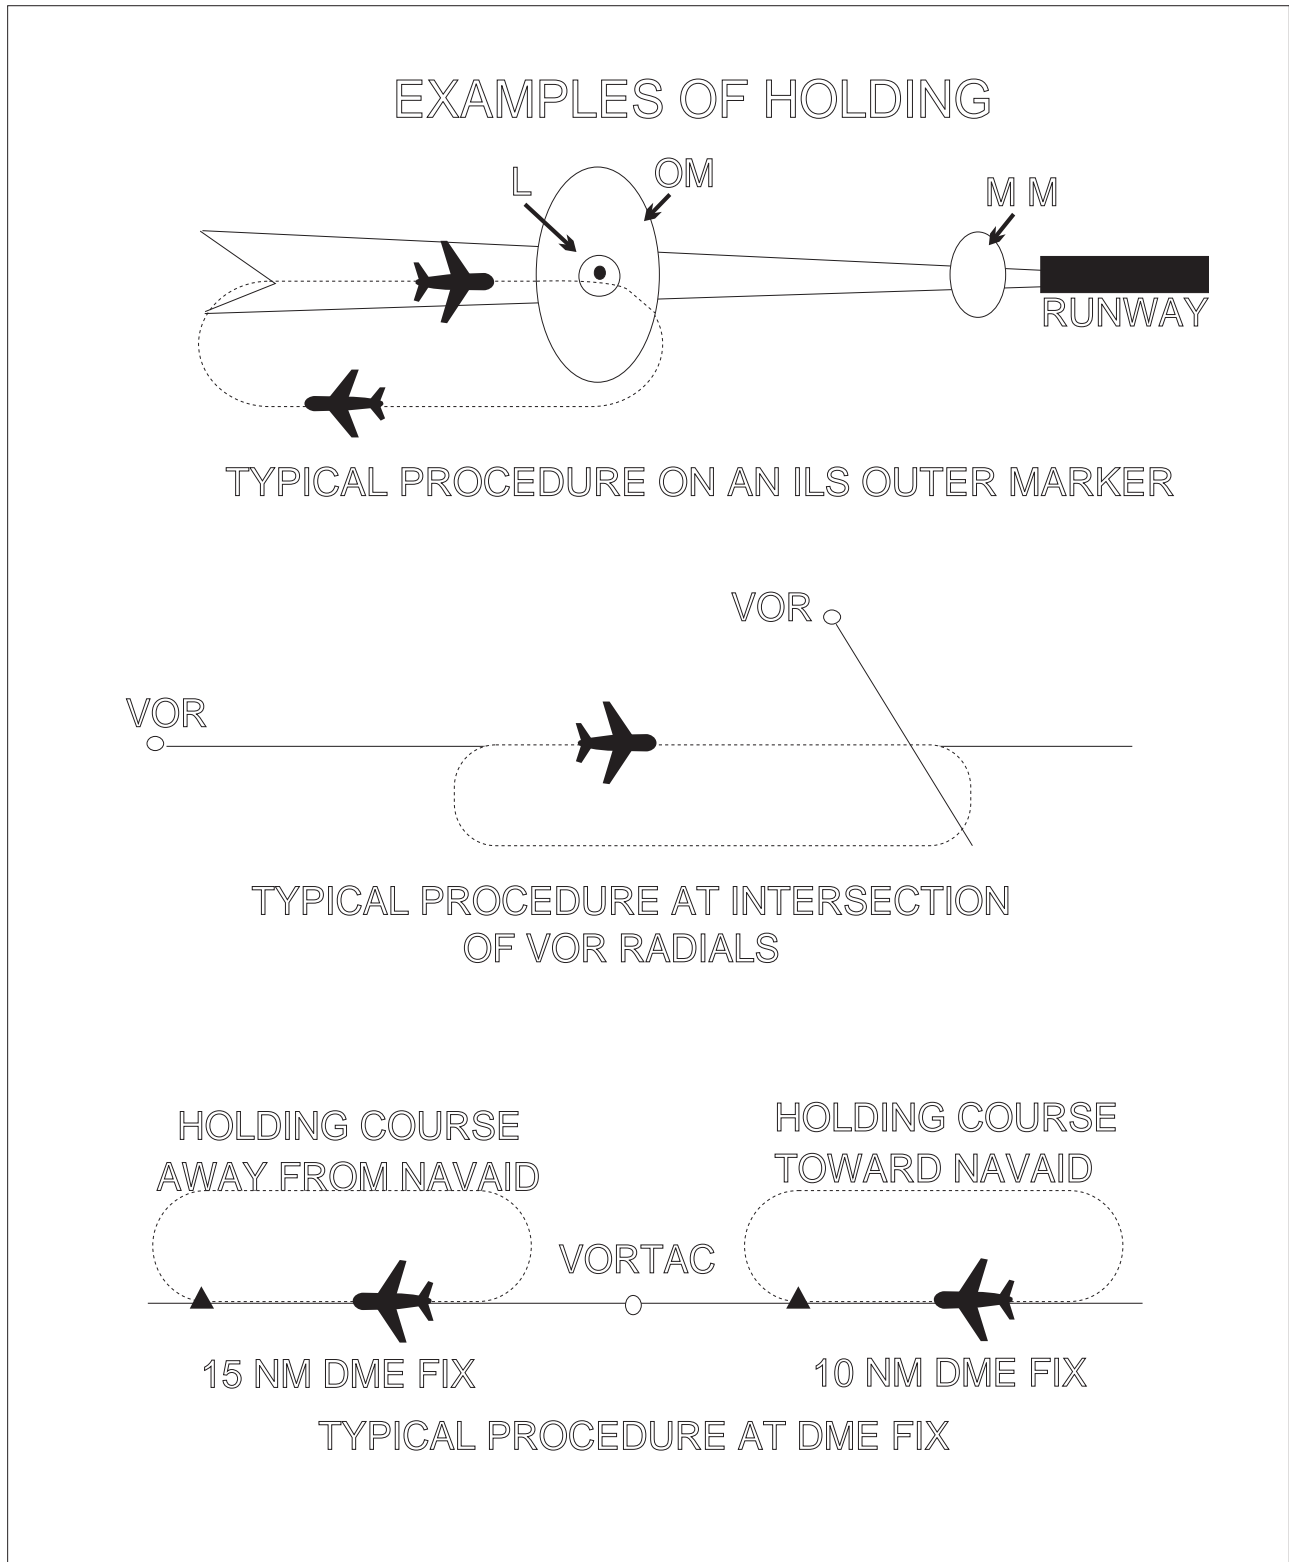 EXAMPLES OF HOLDING
L
OM
M M
RUNWAY
TYPICAL PROCEDURE ON AN ILS OUTER MARKER
VOR
VOR
TYPICAL PROCEDURE AT INTERSECTION
OF VOR RADIALS
HOLDING COURSE
AWAY FROM NAVAID
HOLDING COURSE
TOWARD NAVAID
VORTAC
15 NM DME FIX
10 NM DME FIX
TYPICAL PROCEDURE AT DME FIX